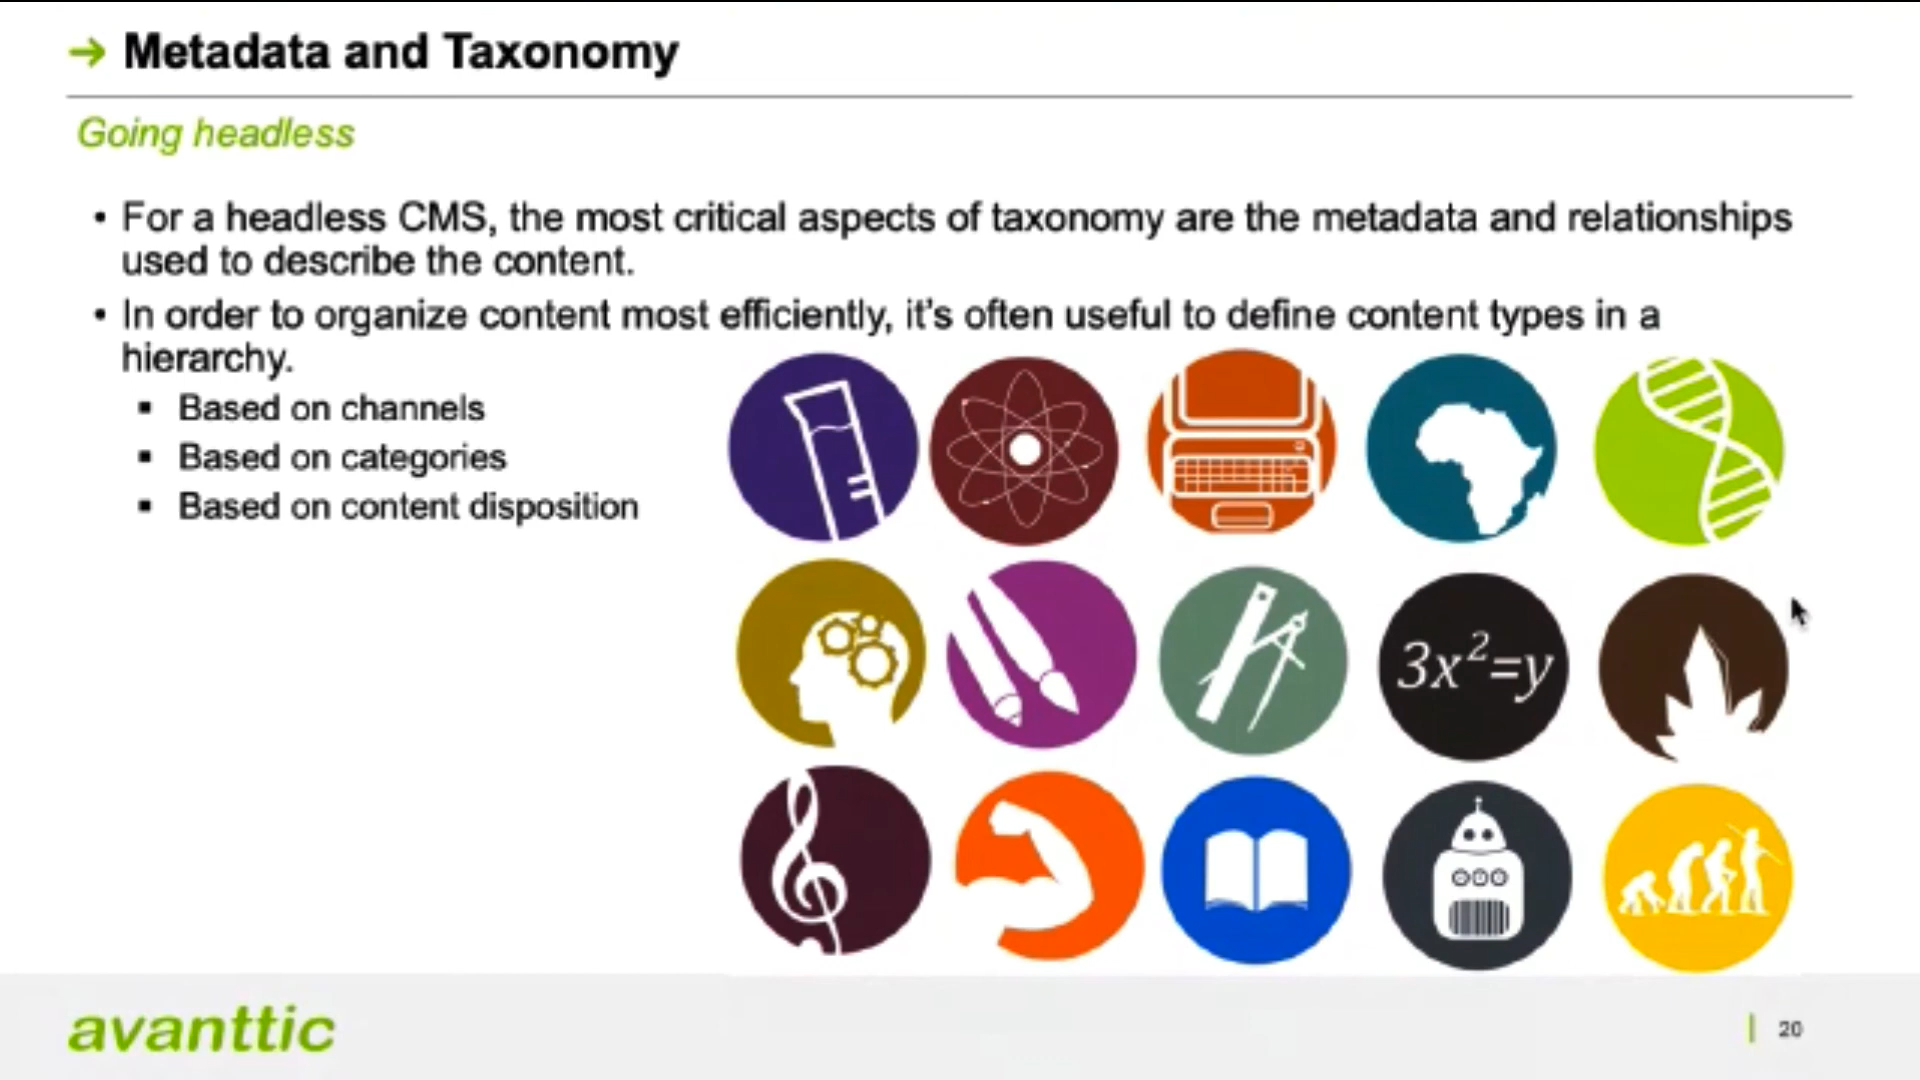 → Metadata and Taxonomy
Going headless
• For a headless CMS, the most critical aspects of taxonomy are the metadata and relationships
used to describe the content.
• In order to organize content most efficiently, it's often useful to define content types in a
hierarchy.
▪ Based on channels
▪ Based on categories
▪ Based on content disposition
3x²=y
avanttic
20